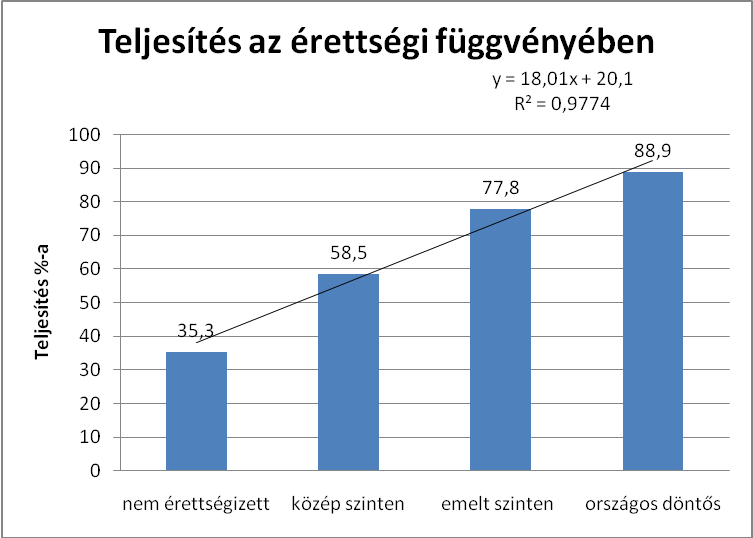 Teljesítés az érettségi függvényében
y = 18,01x + 20,1
R² = 0,9774
Teljesítés %-a
100
90
80
70
60
50
40
30
20
10
0
35,3
58,5
77,8
88,9
nem érettségizett
közép szinten
emelt szinten
országos döntős